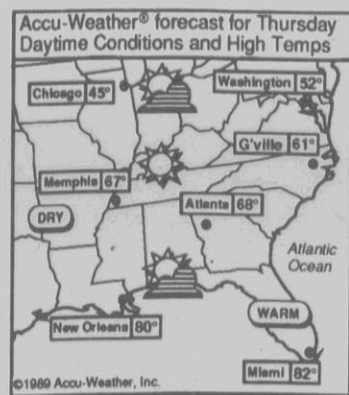 Accu-Weather® forecast for Thursday
Daytime Conditions and High Temps
Washington 52°
Chicago 45°
G'ville 61°
Memphis 67°
Atlanta 68°
DRY
Atlantic
Ocean
WARM
New Orleans 80°
Miami 82°
©1989 Accu-Weather, Inc.